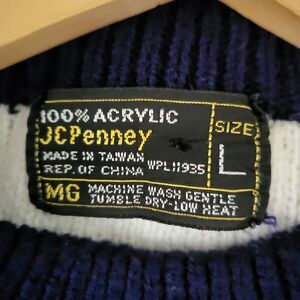 100% ACRYLIC
JCPenney
MADE IN TAIWAN
REP. OF CHINA WPL11935
SIZE
L
MG MACHINE WASH GENTLE
TUMBLE DRY-LOW HEAT